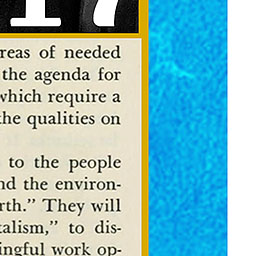 17
reas of needed
the agenda for
which require a
the qualities on
to the people
nd the environ-
rth.” They will
talism,” to dis-
ingful work op-